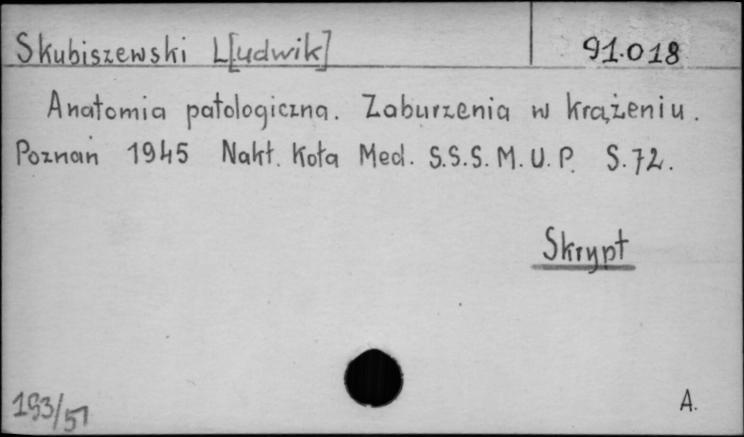 Skubiszewski L[udwik]
91.018
Anatomia patologiczna. Zaburzenia w krążeniu.
Poznań 1945 Nakł. Koła Med. S.S.S.M.U.P. S.72.
Skrypt
193/51
A.